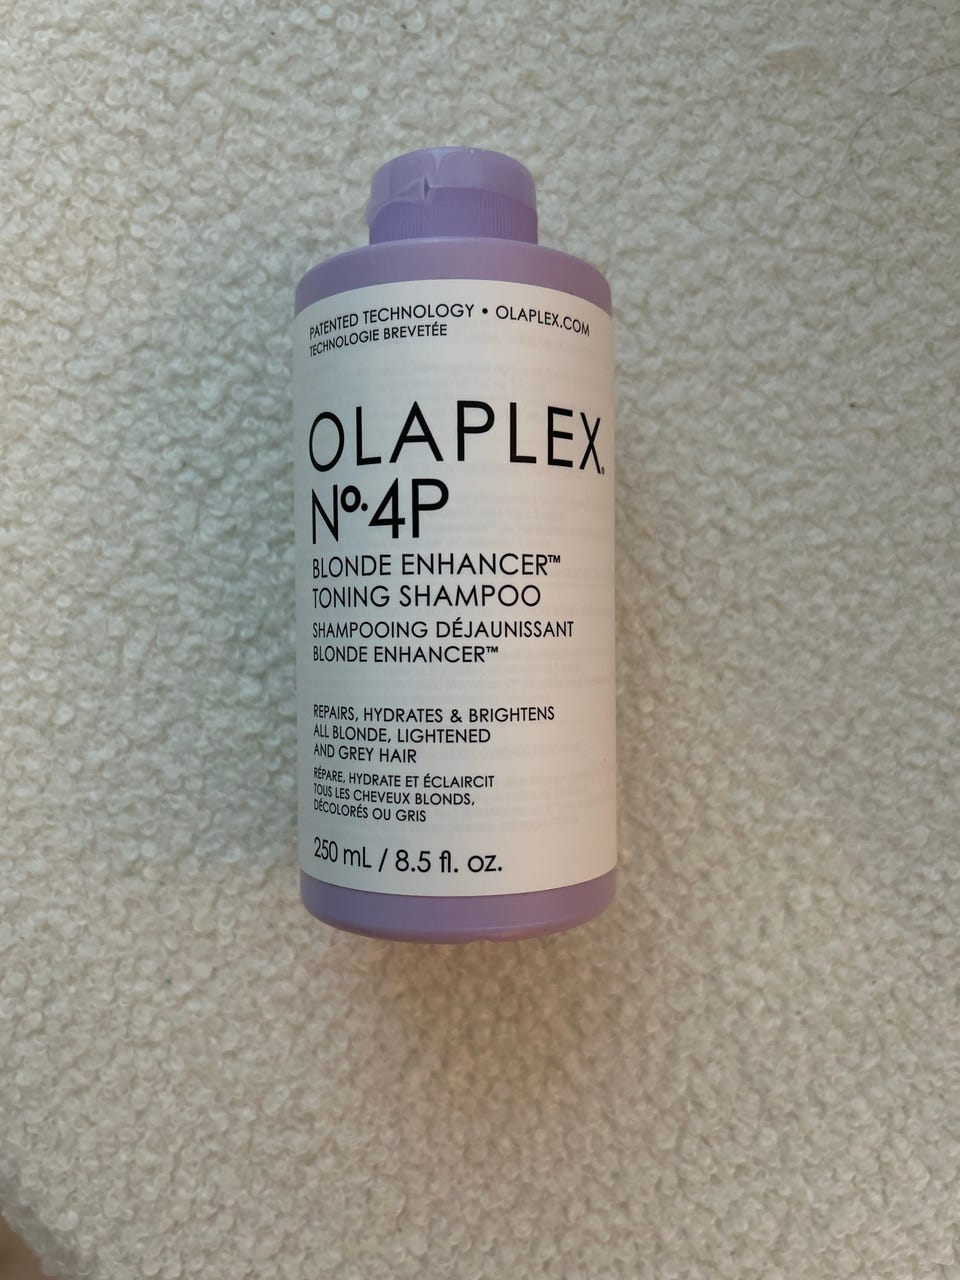 PATENTED TECHNOLOGY • OLAPLEX.COM
TECHNOLOGIE BREVETÉE
OLAPLEX®
Nº.4P
BLONDE ENHANCER™
TONING SHAMPOO
SHAMPOOING DÉJAUNISSANT
BLONDE ENHANCER™
REPAIRS, HYDRATES & BRIGHTENS
ALL BLONDE, LIGHTENED
AND GREY HAIR
RÉPARE, HYDRATE ET ÉCLAIRCIT
TOUS LES CHEVEUX BLONDS,
DÉCOLORÉS OU GRIS
250 mL / 8.5 fl. oz.